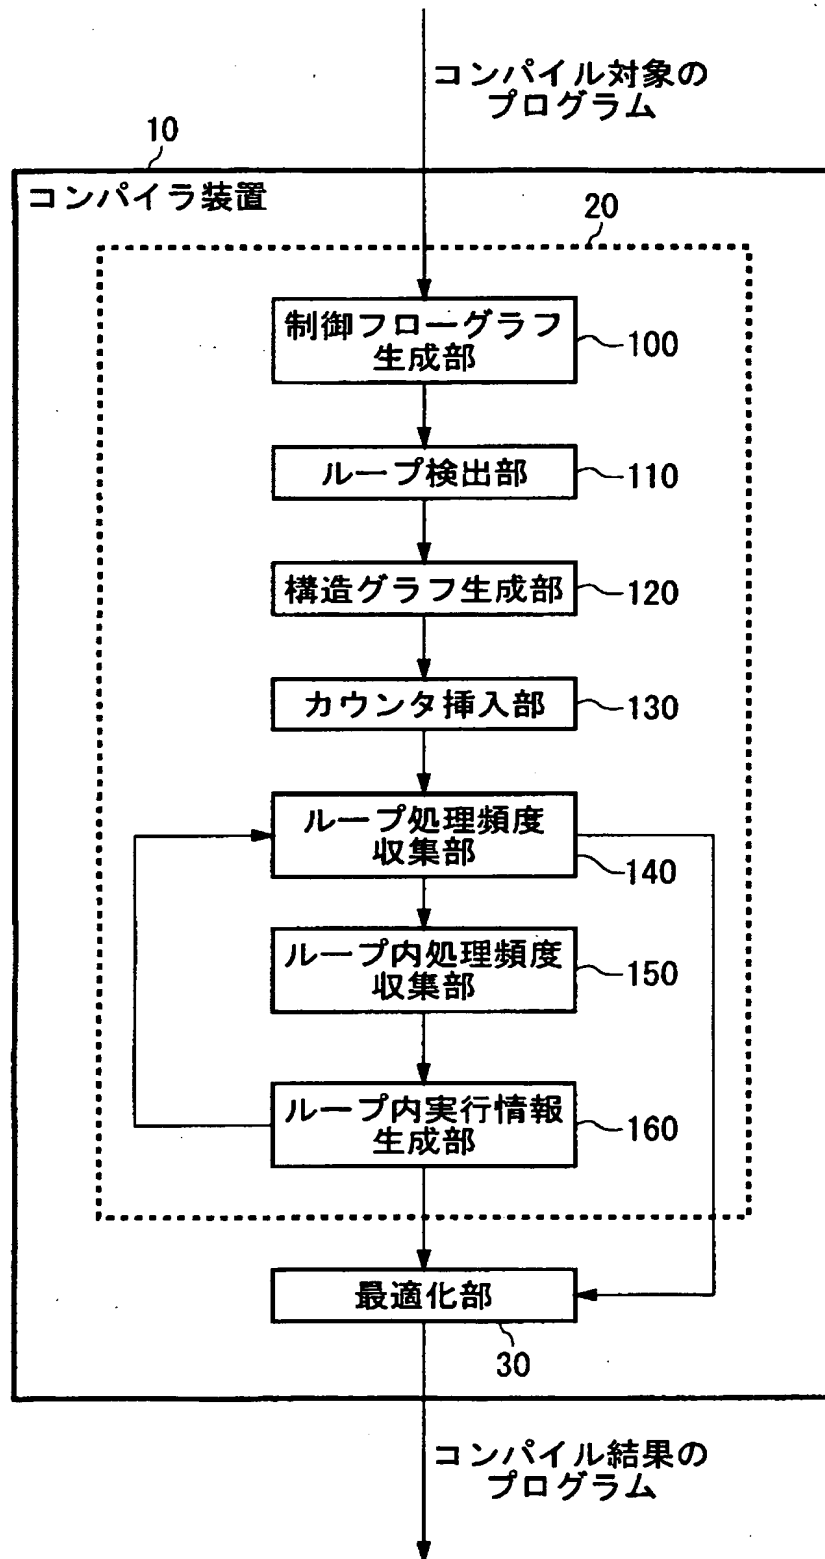 コンパイル対象の
プログラム
10
コンパイラ装置
20
制御フローグラフ
生成部
100
ループ検出部
110
構造グラフ生成部
120
カウンタ挿入部
130
ループ処理頻度
収集部
140
ループ内処理頻度
収集部
150
ループ内実行情報
生成部
160
最適化部
30
コンパイル結果の
プログラム